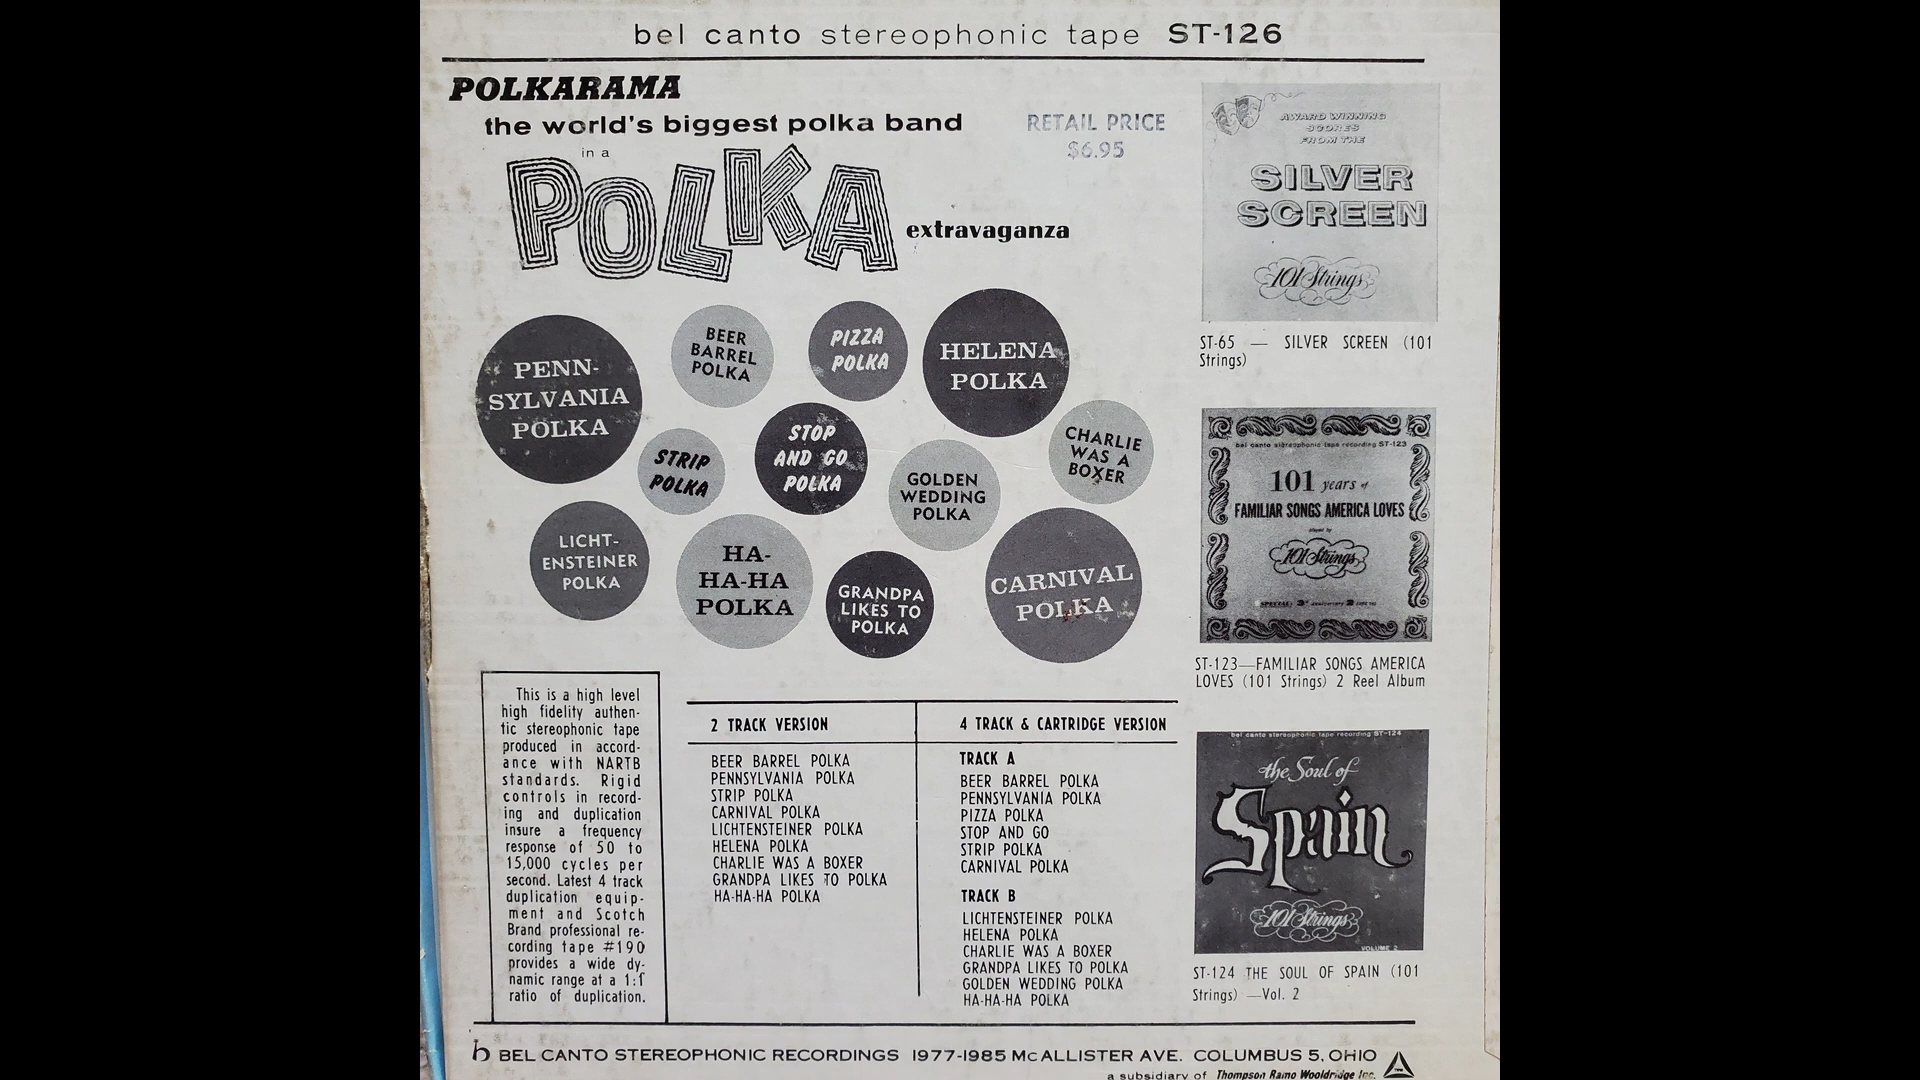 bel canto stereophonic tape ST-126
POLKARAMA
the world's biggest polka band
in a
POLKA
extravaganza
RETAIL PRICE
$6.95
PENN-
SYLVANIA
POLKA
BEER
BARREL
POLKA
PIZZA
POLKA
HELENA
POLKA
STRIP
POLKA
STOP
AND GO
POLKA
GOLDEN
WEDDING
POLKA
CHARLIE
WAS A
BOXER
LICHT-
ENSTEINER
POLKA
HA-
HA-HA
POLKA
GRANDPA
LIKES TO
POLKA
CARNIVAL
POLKA
This is a high level
high fidelity authen-
tic stereophonic tape
produced in accord-
ance with NARTB
standards. Rigid
controls in record-
ing and duplication
insure a frequency
response of 50 to
15,000 cycles per
second. Latest 4 track
duplication equip-
ment and Scotch
Brand professional re-
cording tape #190
provides a wide dy-
namic range at a 1:1
ratio of duplication.
2 TRACK VERSION
BEER BARREL POLKA
PENNSYLVANIA POLKA
STRIP POLKA
CARNIVAL POLKA
LICHTENSTEINER POLKA
HELENA POLKA
CHARLIE WAS A BOXER
GRANDPA LIKES TO POLKA
HA-HA-HA POLKA
4 TRACK & CARTRIDGE VERSION
TRACK A
BEER BARREL POLKA
PENNSYLVANIA POLKA
PIZZA POLKA
STOP AND GO
STRIP POLKA
CARNIVAL POLKA
TRACK B
LICHTENSTEINER POLKA
HELENA POLKA
CHARLIE WAS A BOXER
GRANDPA LIKES TO POLKA
GOLDEN WEDDING POLKA
HA-HA-HA POLKA
AWARD WINNING
SCORES
FROM THE
SILVER
SCREEN
101 Strings
ST-65 — SILVER SCREEN (101
Strings)
bel canto stereophonic tape recording ST-123
101 years of
FAMILIAR SONGS AMERICA LOVES
played by
101 Strings
ST-123—FAMILIAR SONGS AMERICA
LOVES (101 Strings) 2 Reel Album
bel canto stereophonic tape recording ST-124
the Soul of
Spain
101 Strings
VOLUME 2
ST-124 THE SOUL OF SPAIN (101
Strings) —Vol. 2
b BEL CANTO STEREOPHONIC RECORDINGS 1977-1985 McALLISTER AVE. COLUMBUS 5, OHIO
a subsidiary of Thompson Ramo Wooldridge Inc.